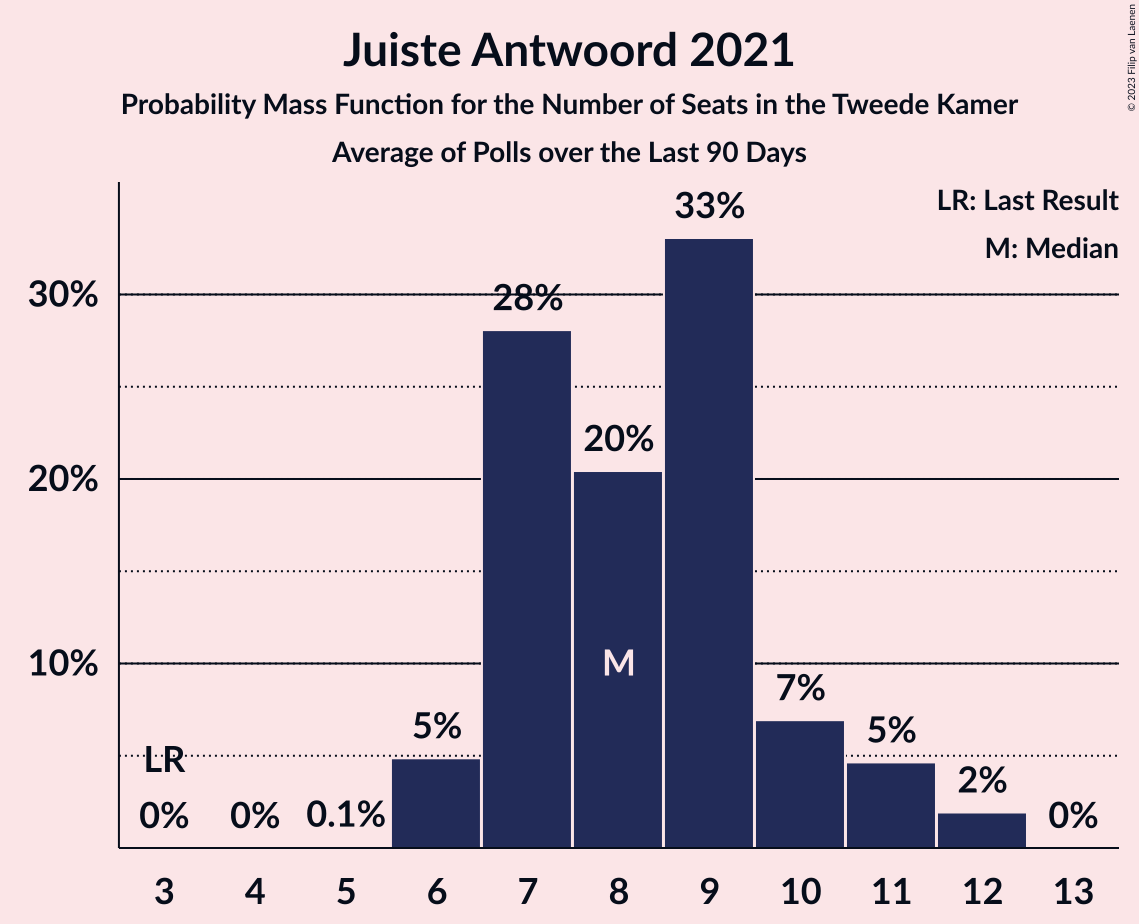 Juiste Antwoord 2021
Probability Mass Function for the Number of Seats in the Tweede Kamer
Average of Polls over the Last 90 Days
© 2023 Filip van Laenen
LR: Last Result
M: Median
33%
30%
28%
20%
20%
10%
M
7%
5%
5%
LR
2%
0%
0%
0.1%
0%
3 4 5 6 7 8 9 10 11 12 13